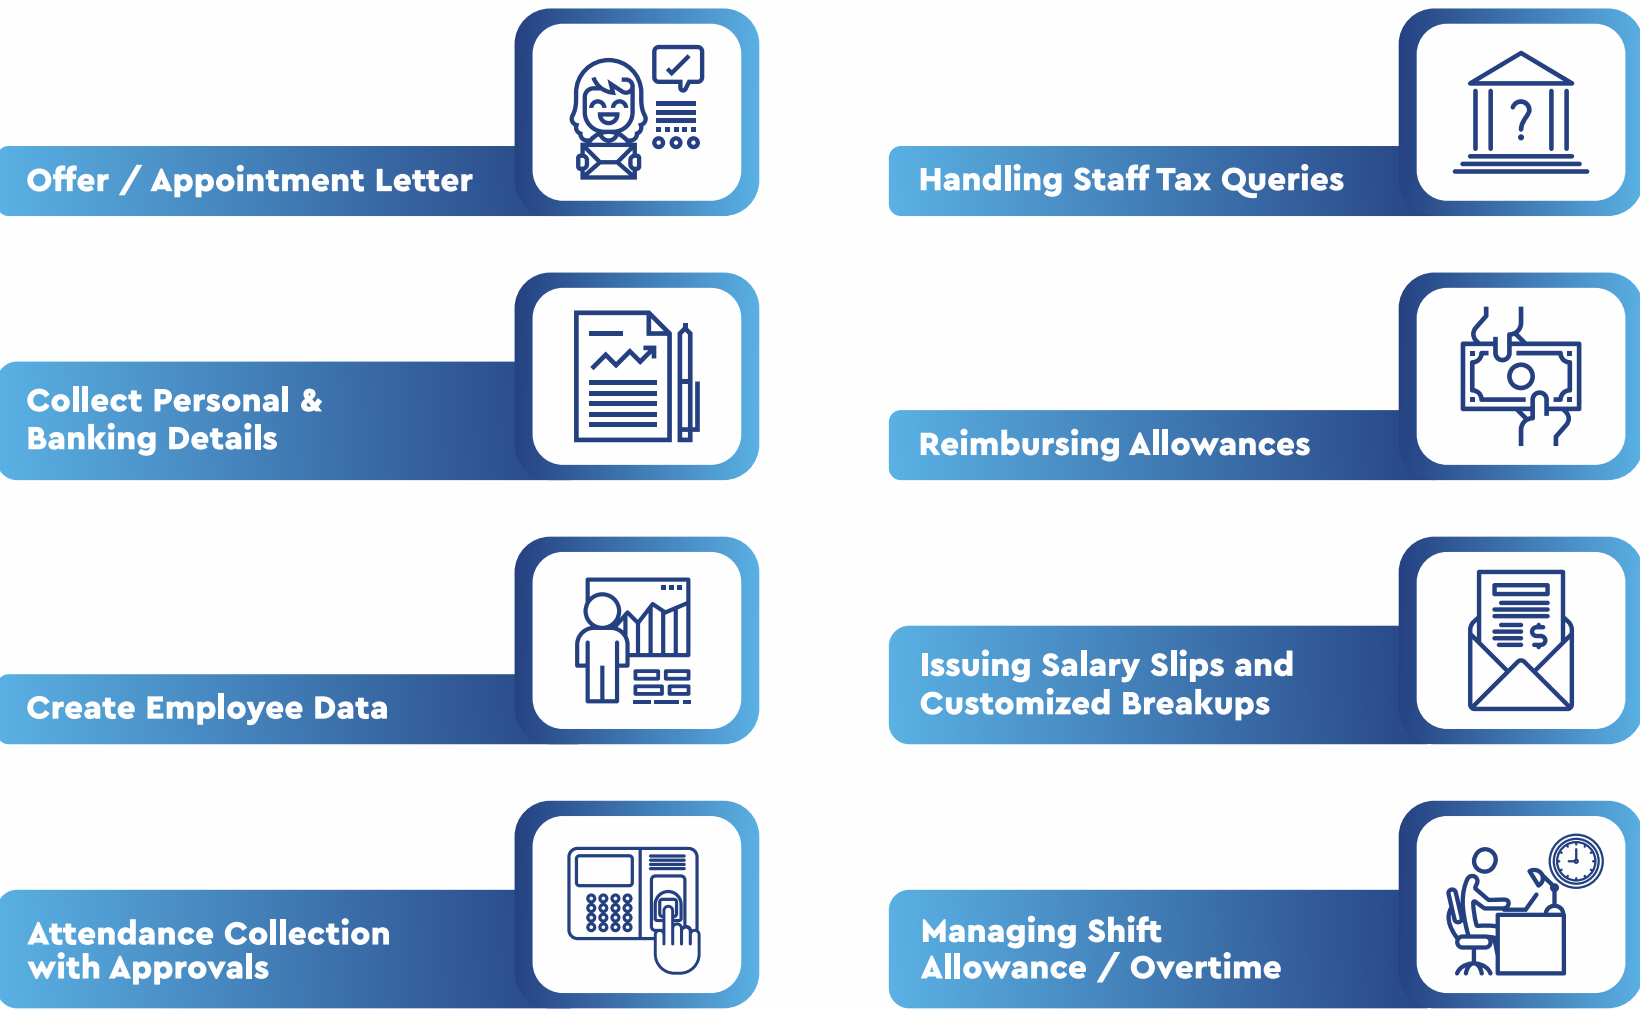 Offer / Appointment Letter
Collect Personal &
Banking Details
Create Employee Data
Attendance Collection
with Approvals
Handling Staff Tax Queries
?
Reimbursing Allowances
Issuing Salary Slips and
Customized Breakups
$
Managing Shift
Allowance / Overtime